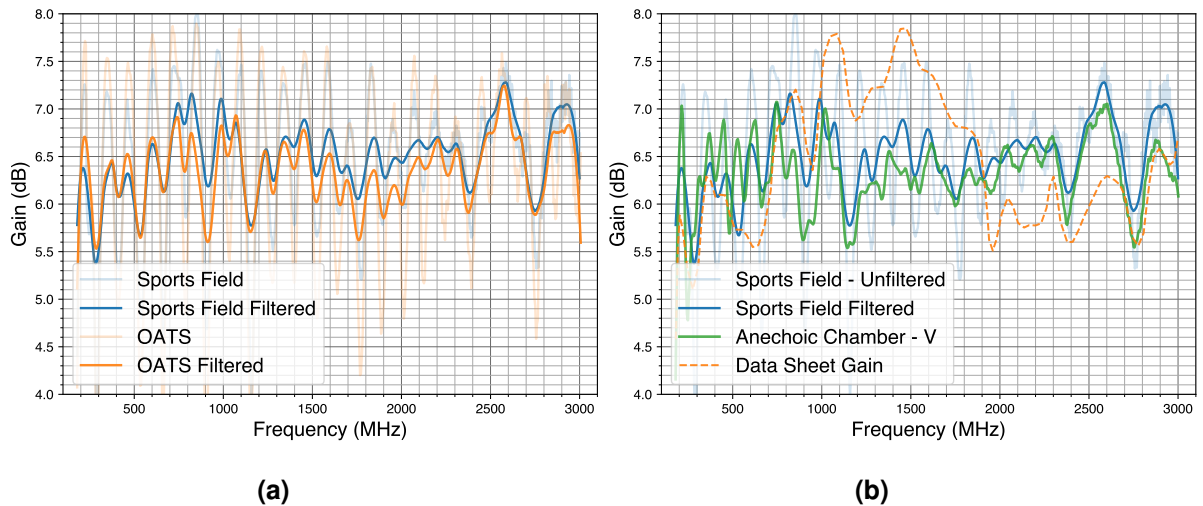 8.0
7.5
7.0
6.5
6.0
5.5
5.0
4.5
4.0
Gain (dB)
Sports Field
Sports Field Filtered
OATS
OATS Filtered
500 1000 1500 2000 2500 3000
Frequency (MHz)
(a)
8.0
7.5
7.0
6.5
6.0
5.5
5.0
4.5
4.0
Gain (dB)
Sports Field - Unfiltered
Sports Field Filtered
Anechoic Chamber - V
Data Sheet Gain
500 1000 1500 2000 2500 3000
Frequency (MHz)
(b)